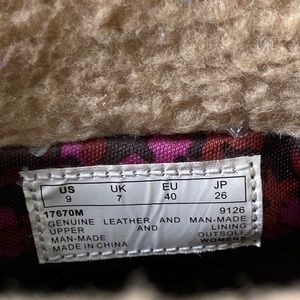 US UK EU JP
9 7 40 26
17670M 9126
GENUINE LEATHER AND MAN-MADE
UPPER AND LINING
MAN-MADE OUTSOLE
MADE IN CHINA WOMENS